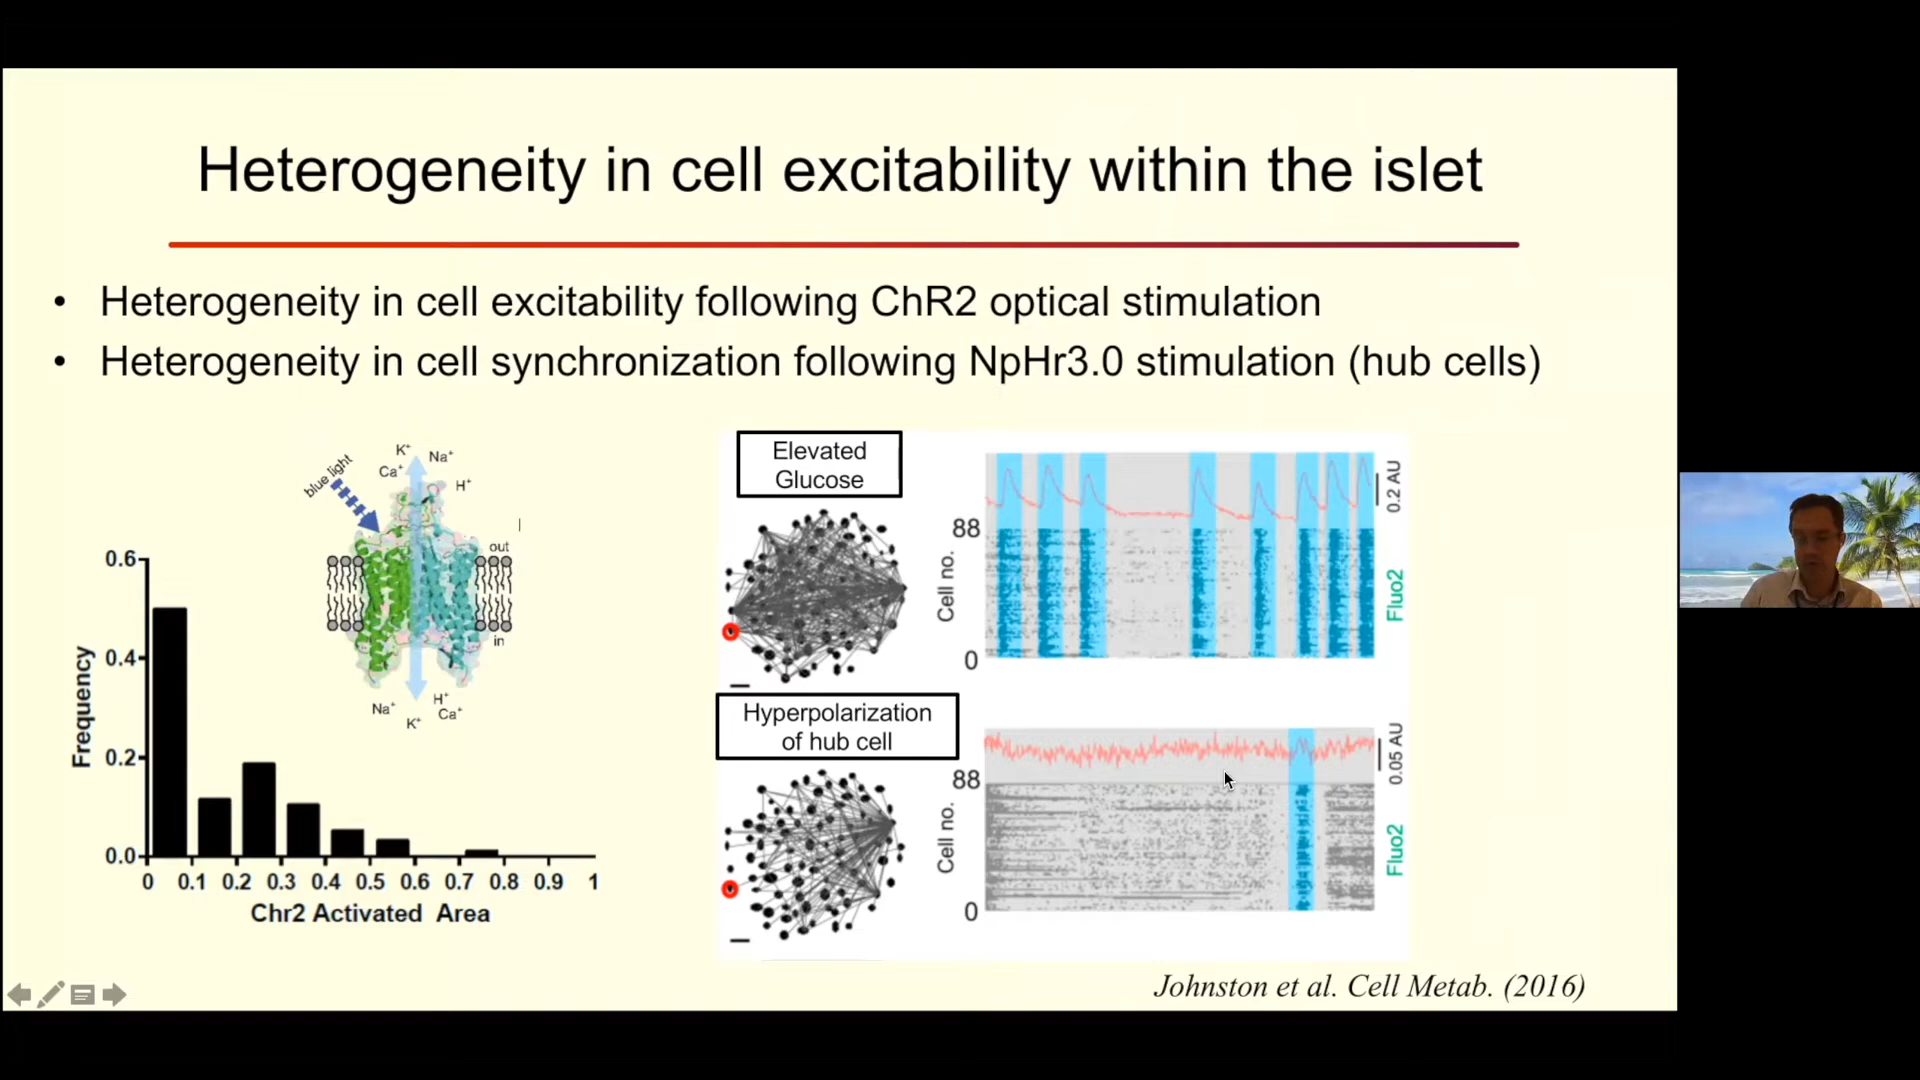 Heterogeneity in cell excitability within the islet
• Heterogeneity in cell excitability following ChR2 optical stimulation
• Heterogeneity in cell synchronization following NpHr3.0 stimulation (hub cells)
blue light
K⁺
Na⁺
Ca⁺
H⁺
out
in
Na⁺
K⁺
H⁺
Ca⁺
Frequency
0.6
0.4
0.2
0.0
0 0.1 0.2 0.3 0.4 0.5 0.6 0.7 0.8 0.9 1
Chr2 Activated Area
Elevated
Glucose
88
Cell no.
0
0.2 AU
Fluo2
Hyperpolarization
of hub cell
88
Cell no.
0
0.05 AU
Fluo2
Johnston et al. Cell Metab. (2016)